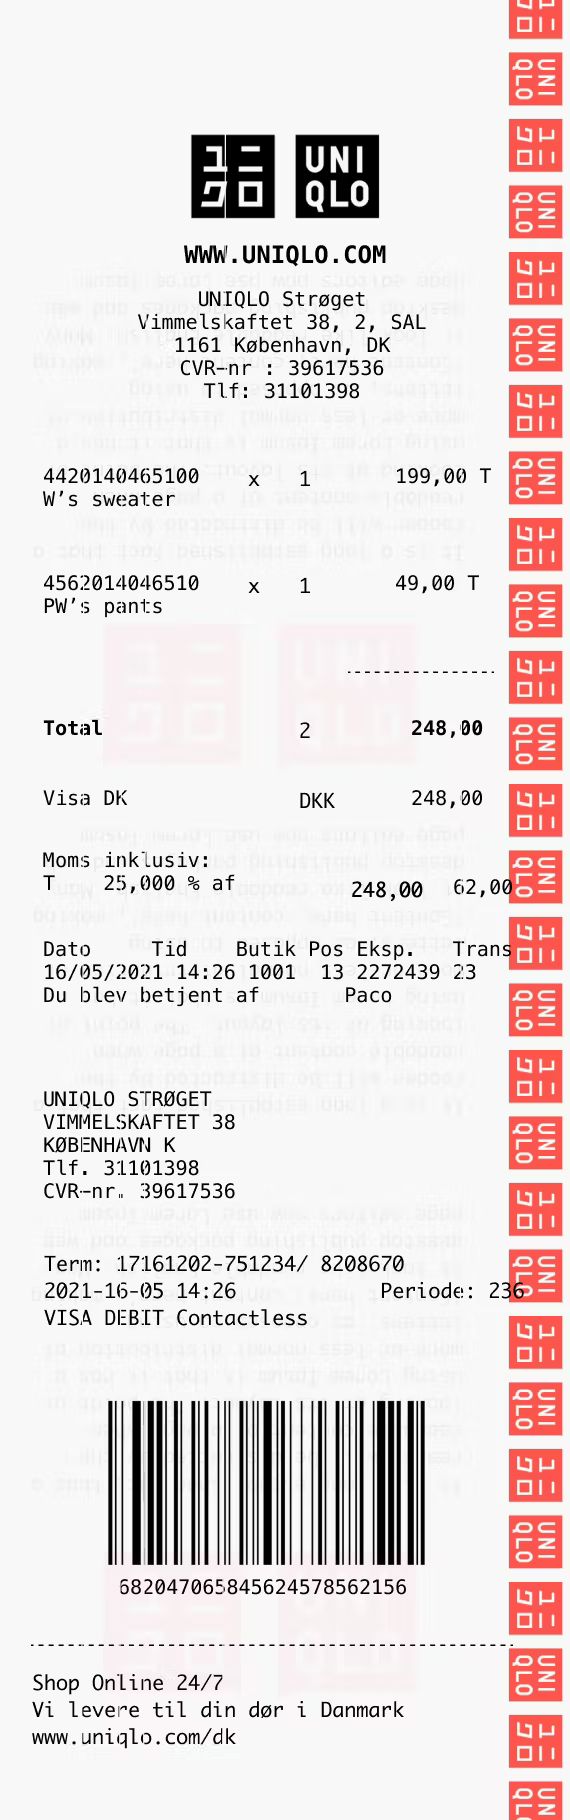 UNI
QLO
WWW.UNIQLO.COM
UNIQLO Strøget
Vimmelskaftet 38, 2, SAL
1161 København, DK
CVR-nr : 39617536
Tlf: 31101398
4420140465100 x 1 199,00 T
W's sweater
4562014046510 x 1 49,00 T
PW's pants
Total 2 248,00
Visa DK DKK 248,00
Moms inklusiv:
T 25,000 % af 248,00 62,00
Dato Tid Butik Pos Eksp. Trans
16/05/2021 14:26 1001 13 2272439 23
Du blev betjent af Paco
UNIQLO STRØGET
VIMMELSKAFTET 38
KØBENHAVN K
Tlf. 31101398
CVR-nr. 39617536
Term: 17161202-751234/ 8208670
2021-16-05 14:26 Periode: 236
VISA DEBIT Contactless
682047065845624578562156
Shop Online 24/7
Vi levere til din dør i Danmark
www.uniqlo.com/dk